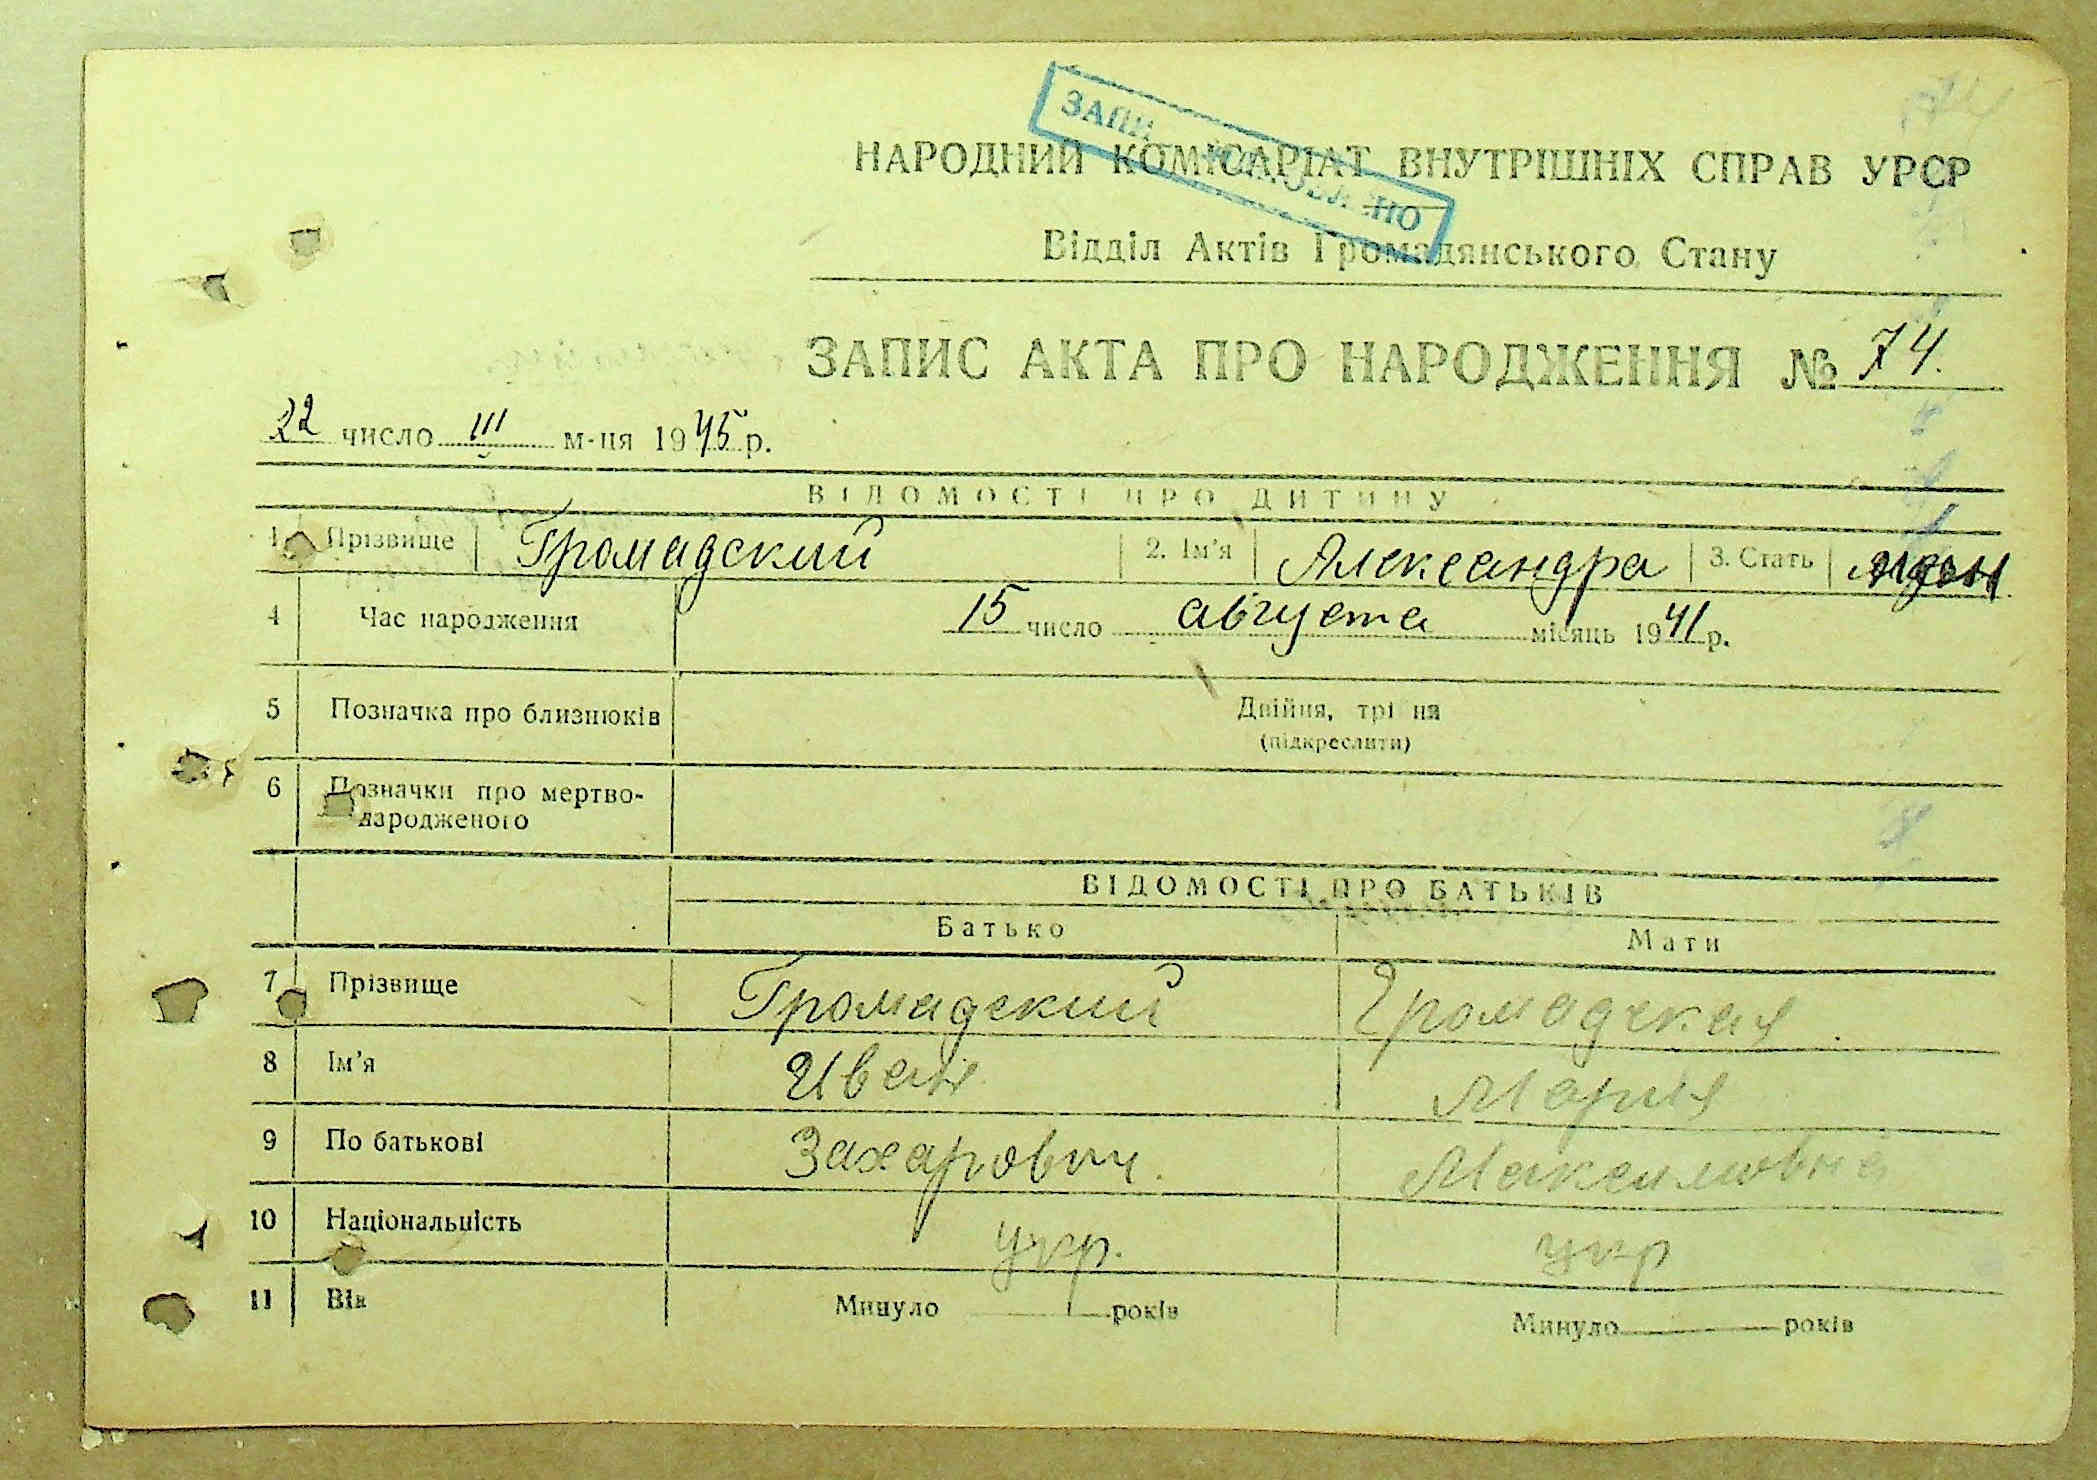 НАРОДНИЙ КОМІСАРІАТ ВНУТРІШНІХ СПРАВ УРСР
Відділ Актів Громадянського Стану
ЗАПИС АКТА ПРО НАРОДЖЕННЯ № 74.
22 число III м-ця 1945 р.
ВІДОМОСТІ ПРО ДИТИНУ
1 Прізвище Громадский 2. Ім'я Александра 3. Стать
4 Час народження 15 число августа місяць 1941 р.
5 Позначка про близнюків Двійня, трійня
(підкреслити)
6 Позначки про мертво-
народженого
ВІДОМОСТІ ПРО БАТЬКІВ
Батько Мати
7 Прізвище Громадский Громадская
8 Ім'я Иван Мария
9 По батькові Захарович. Максимовна
10 Національність укр. укр
11 Вік Минуло років Минуло років